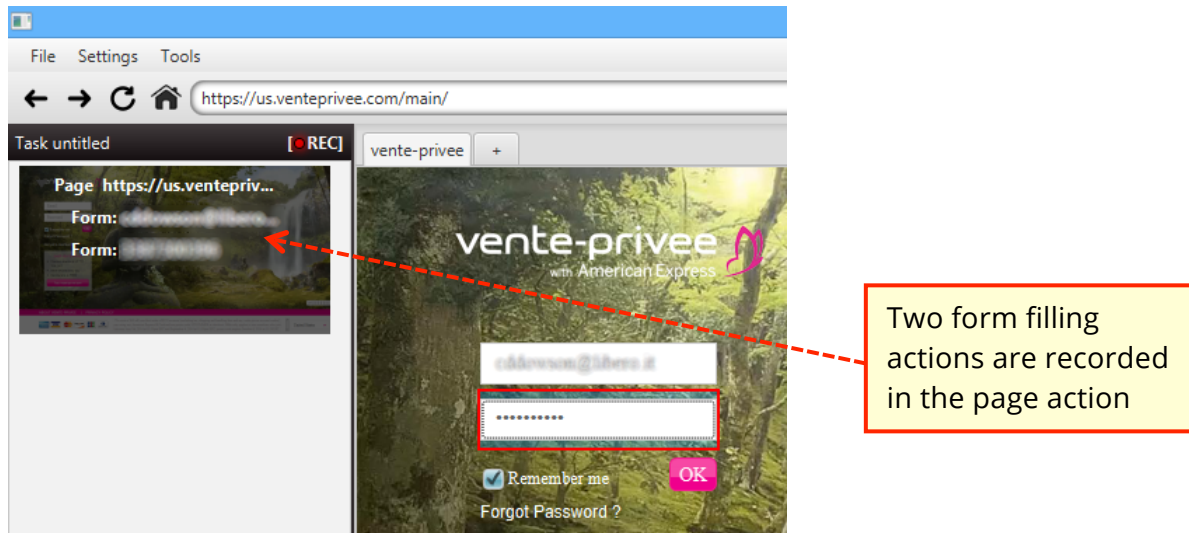 File Settings Tools
https://us.venteprivee.com/main/
Task untitled [REC]
vente-privee +
Page https://us.ventepriv...
Form:
Form:
vente-privee
with American Express
Remember me OK
Forgot Password ?
Two form filling
actions are recorded
in the page action